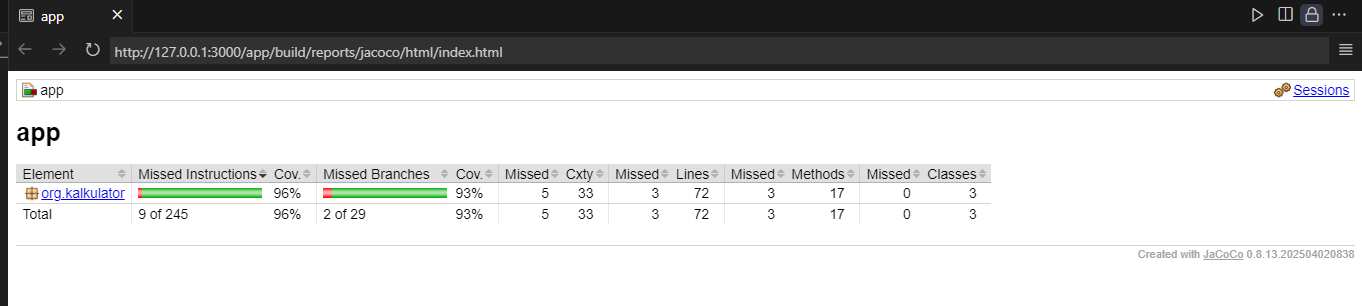 app
http://127.0.0.1:3000/app/build/reports/jacoco/html/index.html
app Sessions
app
Element Missed Instructions Cov. Missed Branches Cov. Missed Cxty Missed Lines Missed Methods Missed Classes
org.kalkulator 96% 93% 5 33 3 72 3 17 0 3
Total 9 of 245 96% 2 of 29 93% 5 33 3 72 3 17 0 3
Created with JaCoCo 0.8.13.202504020838